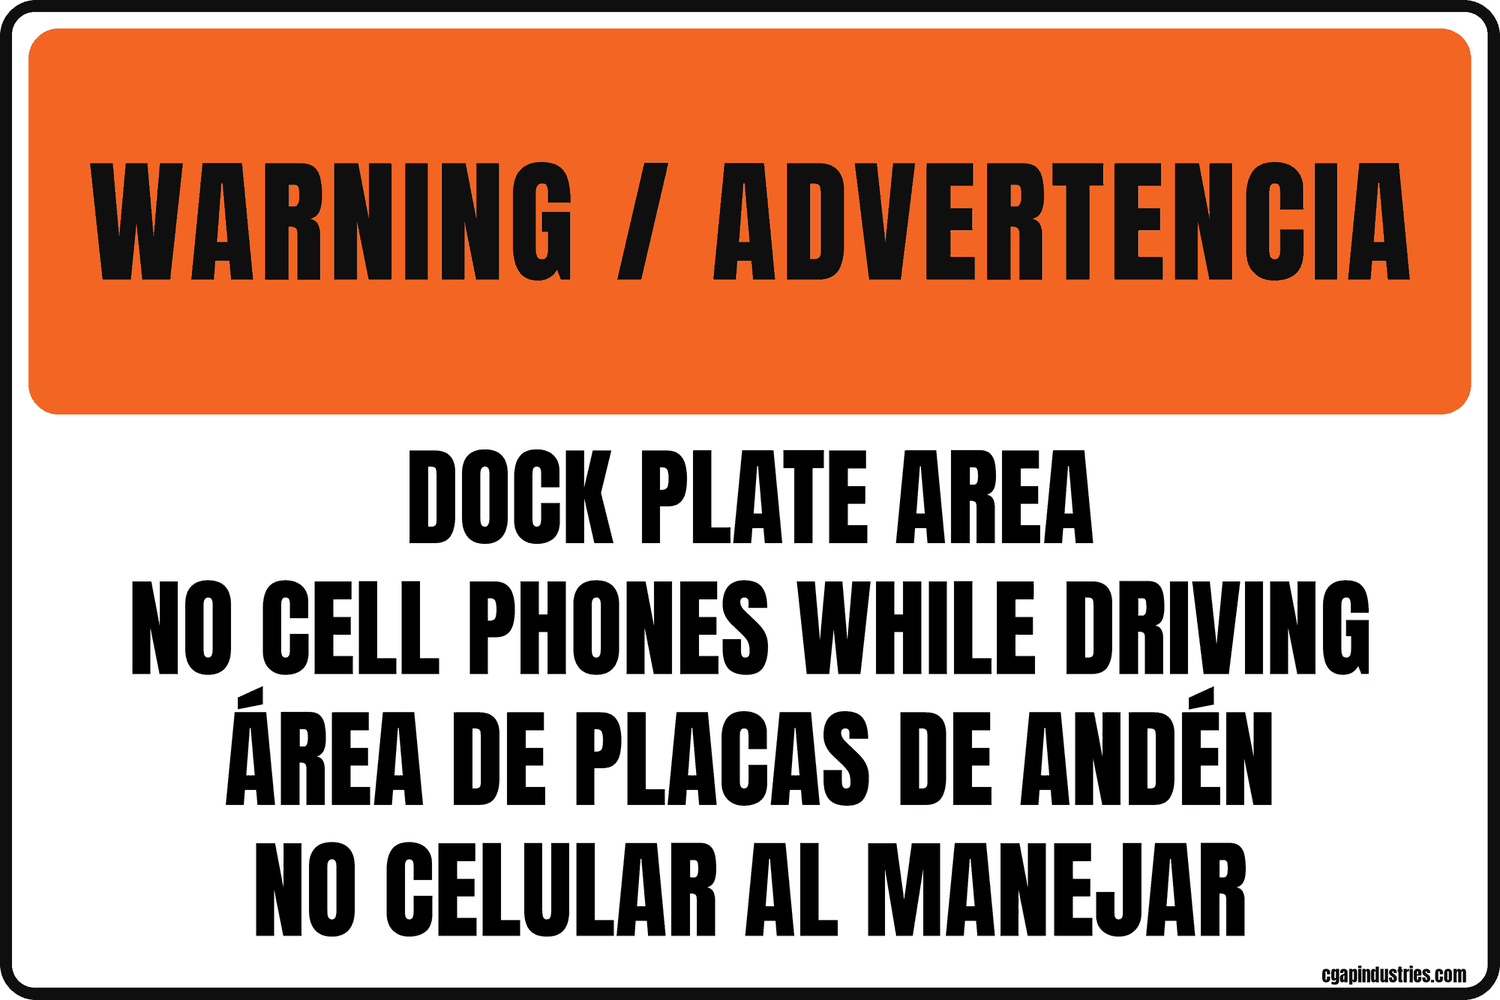 WARNING / ADVERTENCIA
DOCK PLATE AREA
NO CELL PHONES WHILE DRIVING
ÁREA DE PLACAS DE ANDÉN
NO CELULAR AL MANEJAR
cgapindustries.com